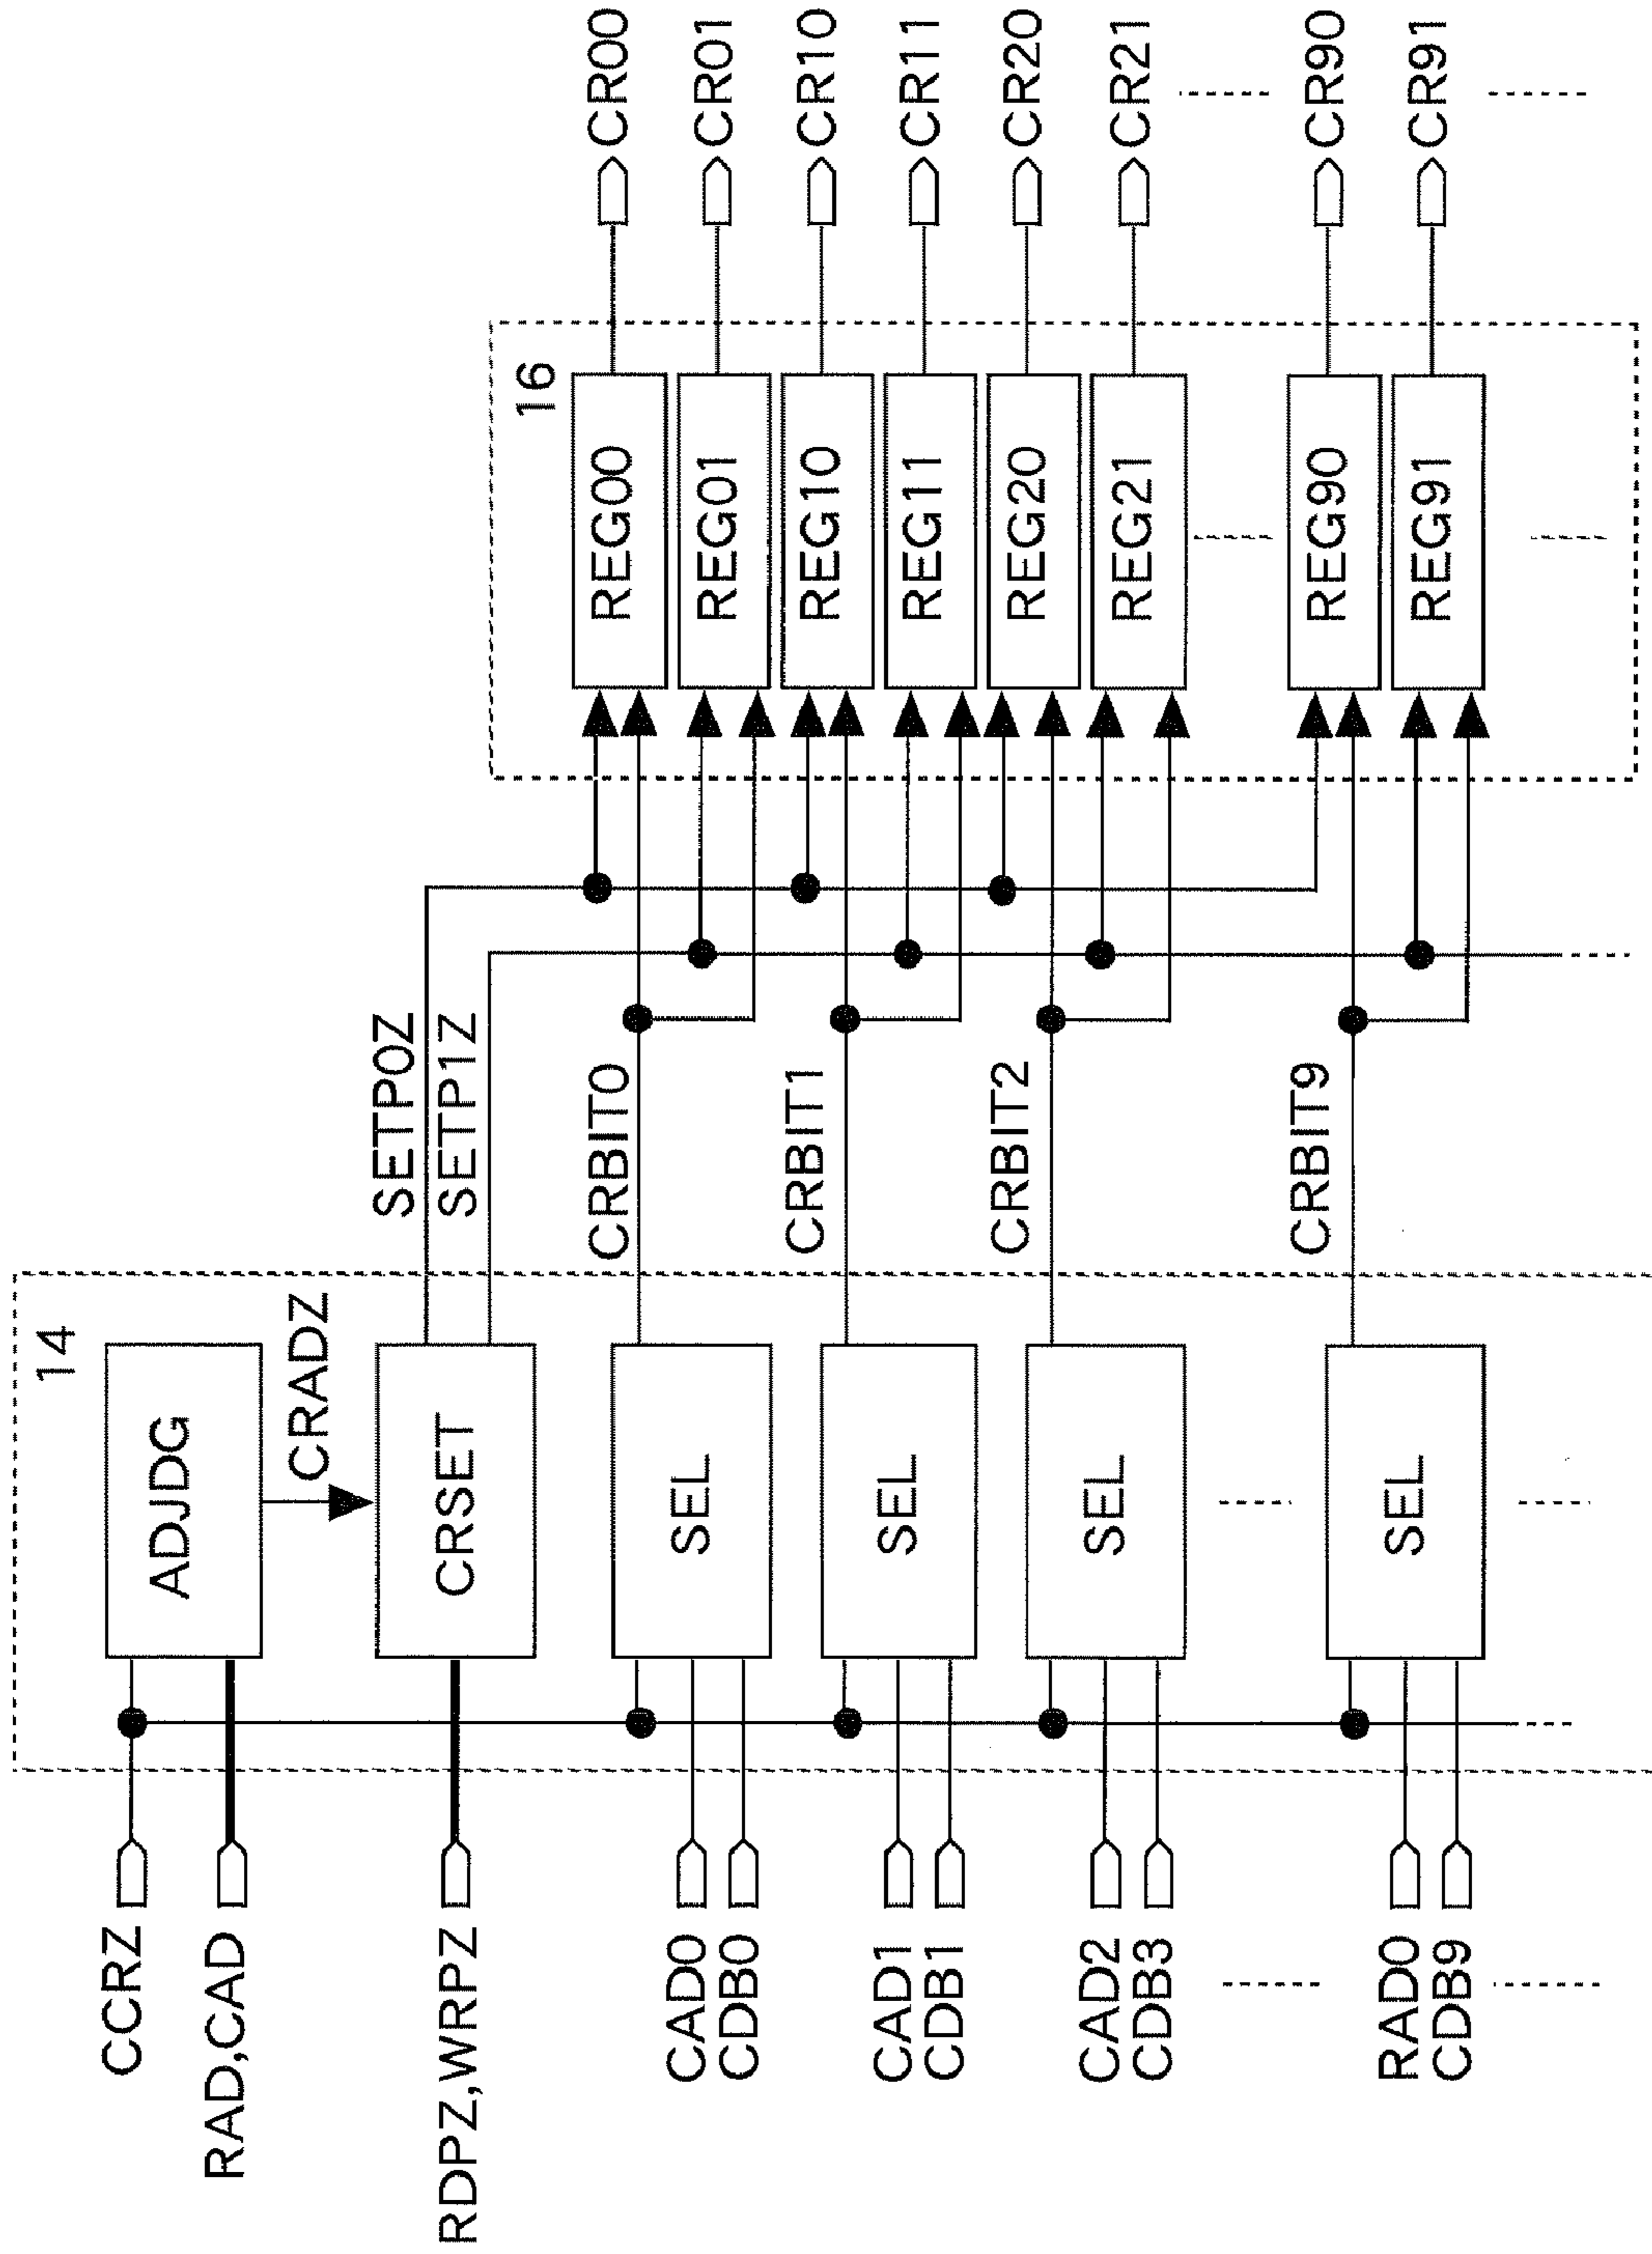 CCRZ
RAD,CAD
RDPZ,WRPZ
CAD0
CDB0
CAD1
CDB1
CAD2
CDB3
RAD0
CDB9
14
ADJDG
CRADZ
CRSET
SEL
SEL
SEL
SEL
SETP0Z
SETP1Z
CRBIT0
CRBIT1
CRBIT2
CRBIT9
16
REG00
REG01
REG10
REG11
REG20
REG21
REG90
REG91
CR00
CR01
CR10
CR11
CR20
CR21
CR90
CR91